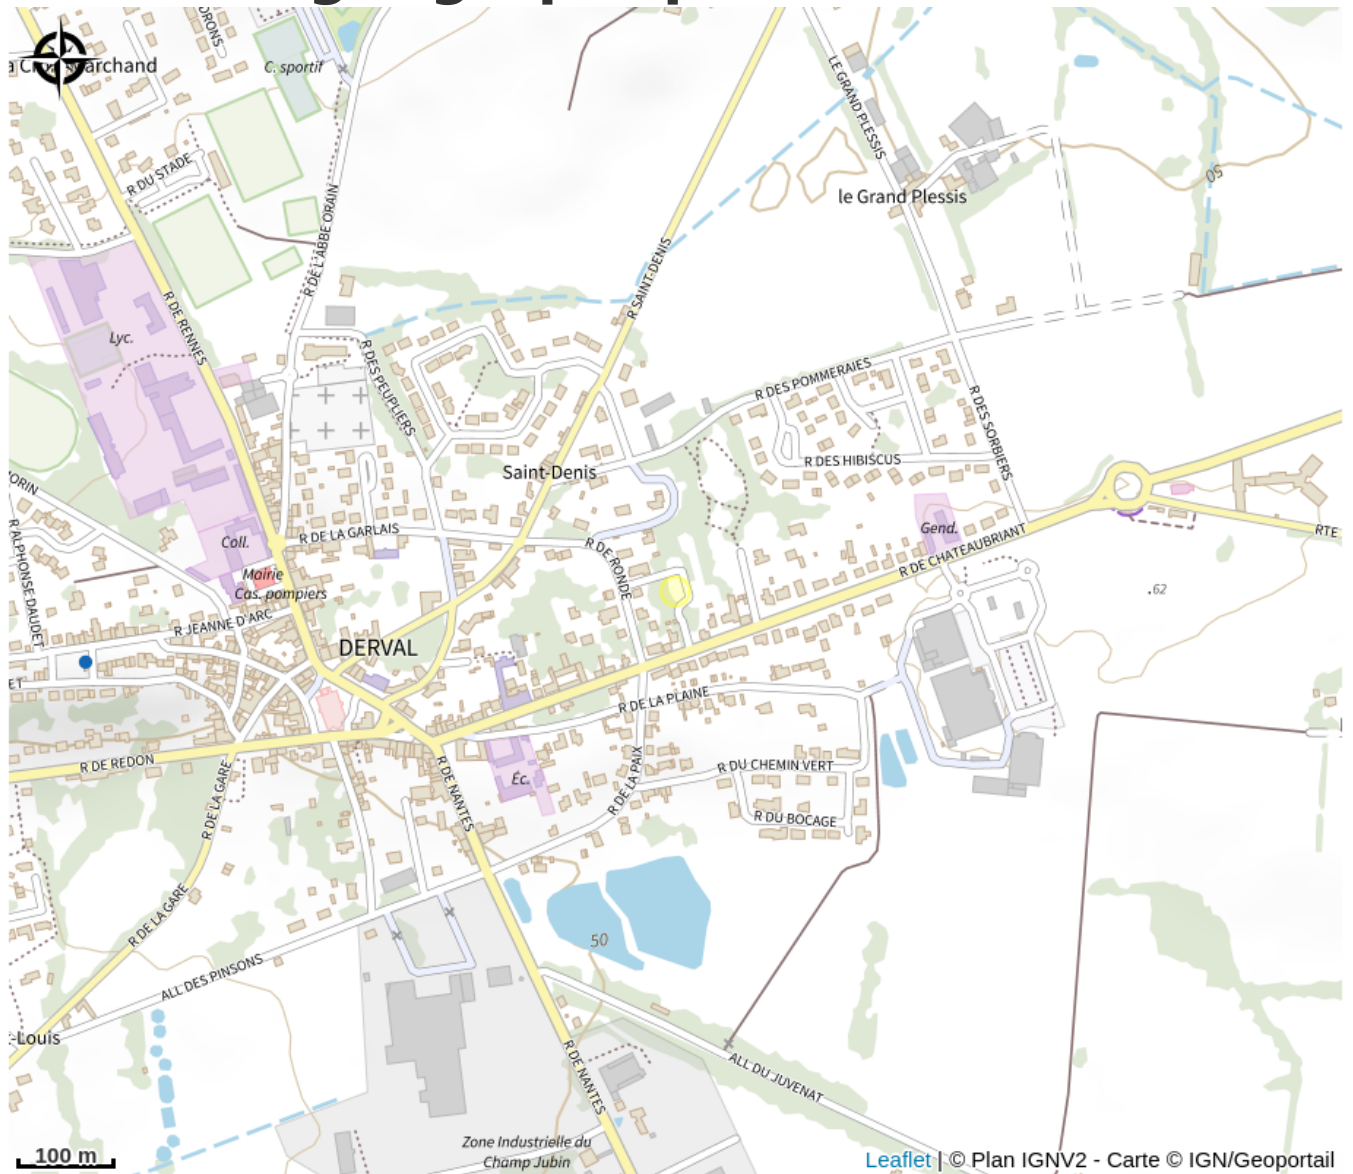 C. sportif
Marchand
R DU STADE
LE GRAND PLESSIS
le Grand Plessis
50
R DE L'ABBE ORAIN
R SAINT-DENIS
R DE RENNES
Lyc.
R DES PEUPLIERS
R DES POMMERAIES
R DES SORBIERS
R DES HIBISCUS
Saint-Denis
R ALPHONSE DAUDET
Coll.
R DE LA GARLAIS
R DE RONDE
Gend.
R DE CHATEAUBRIANT
RTE
Mairie
Cas. pompiers
.62
R JEANNE D'ARC
DERVAL
ET
R DE LA PLAINE
R DE REDON
R DE LA GARE
R DE NANTES
Éc.
R DE LA PAIX
R DU CHEMIN VERT
R DU BOCAGE
R DE LA GARE
50
ALL DES PINSONS
-Louis
R DE NANTES
ALL DU JUVENAT
Zone Industrielle du
Champ Jubin
100 m
Leaflet | © Plan IGNV2 - Carte © IGN/Geoportail